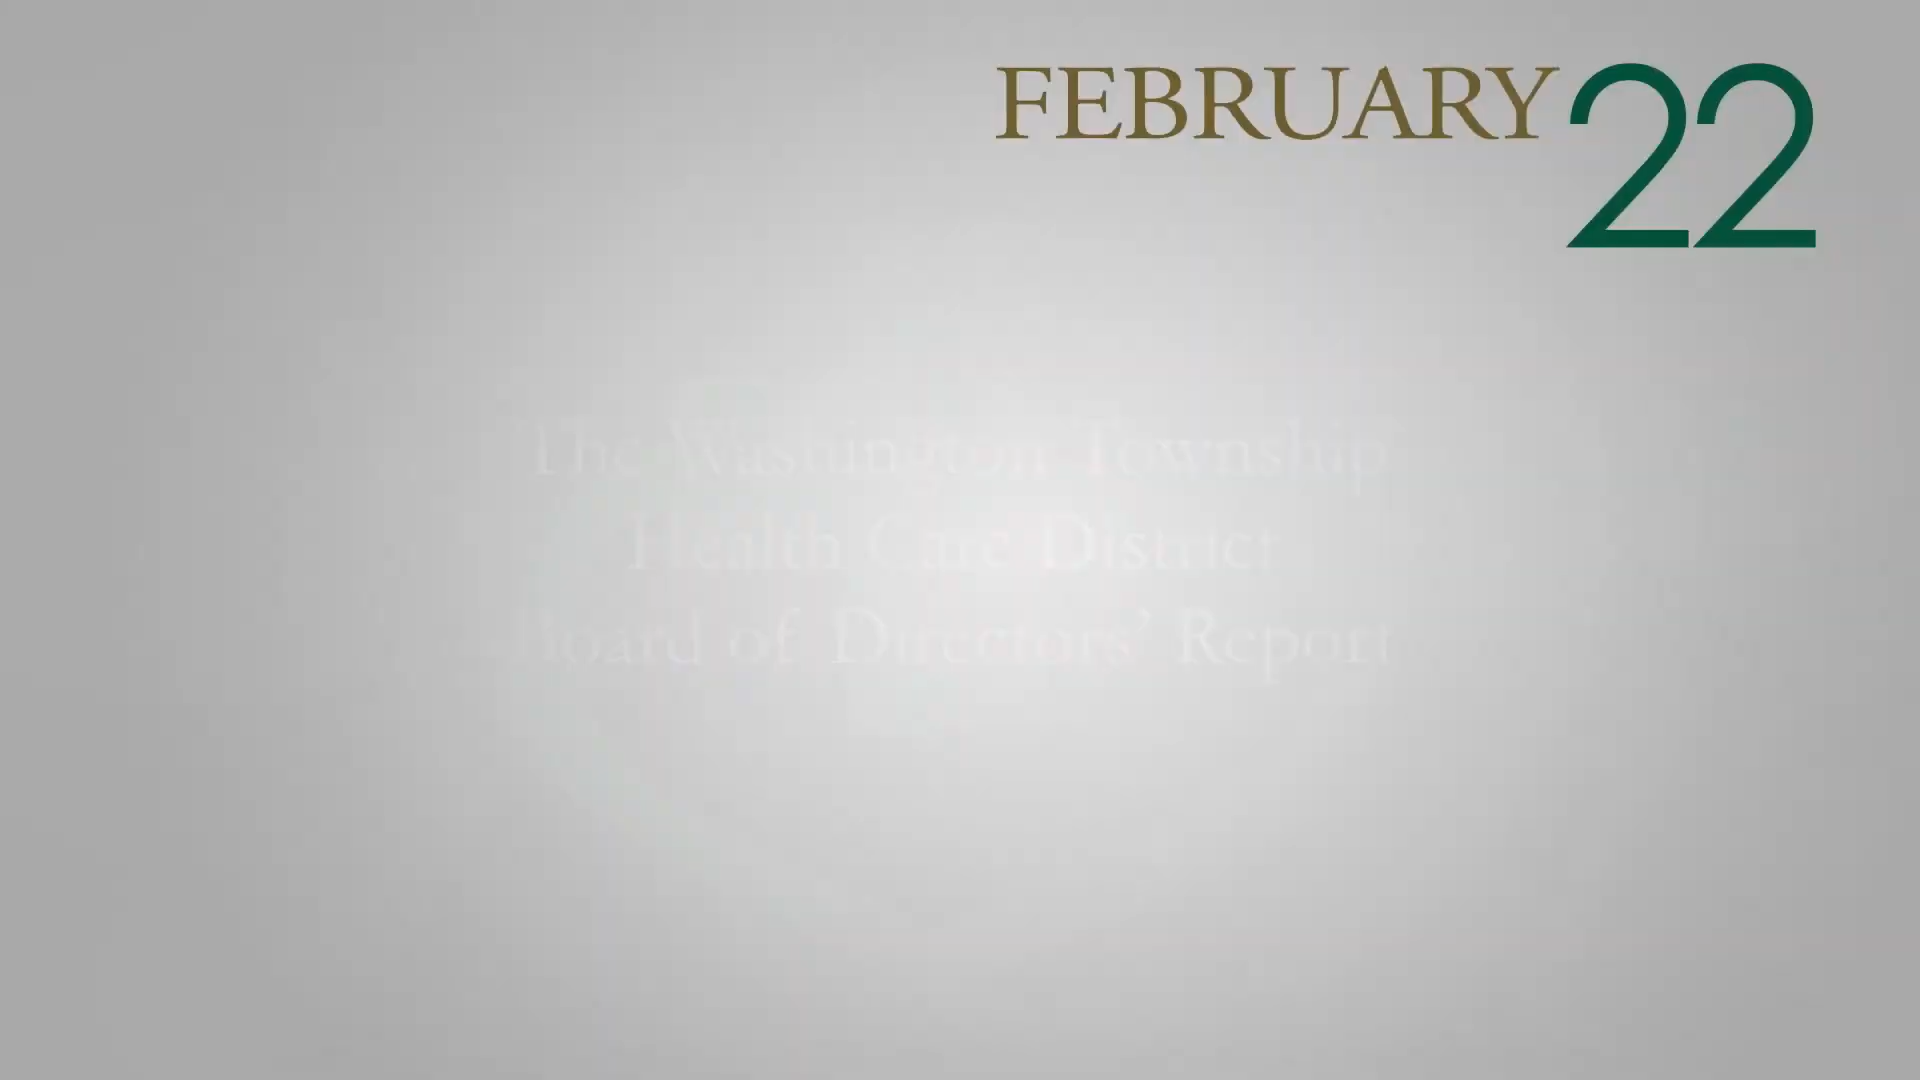 FEBRUARY 22
The Washington Township
Health Care District
Board of Directors' Report